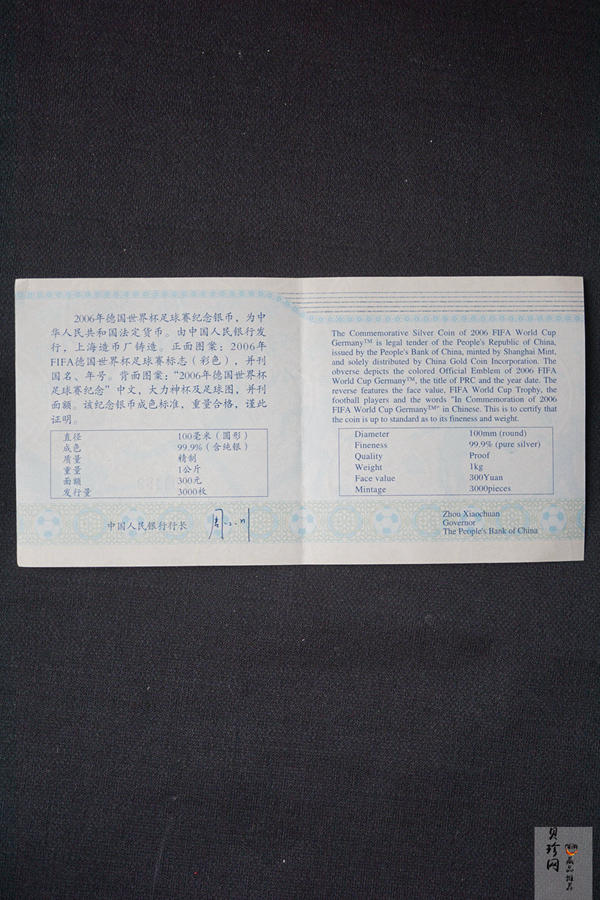 2006年德国世界杯足球赛纪念银币，为中
华人民共和国法定货币。由中国人民银行发
行，上海造币厂铸造。正面图案：2006年
FIFA德国世界杯足球赛标志（彩色），并刊
国名、年号。背面图案：“2006年德国世界杯
足球赛纪念”中文，大力神杯及足球图，并刊
面额。该纪念银币成色标准，重量合格，谨此
证明。
直径 100毫米（圆形）
成色 99.9%（含纯银）
质量 精制
重量 1公斤
面额 300元
发行量 3000枚
中国人民银行行长
The Commemorative Silver Coin of 2006 FIFA World Cup
Germany™ is legal tender of the People's Republic of China,
issued by the People's Bank of China, minted by Shanghai Mint,
and solely distributed by China Gold Coin Incorporation. The
obverse depicts the colored Official Emblem of 2006 FIFA
World Cup Germany™, the title of PRC and the year date. The
reverse features the face value, FIFA World Cup Trophy, the
football players and the words "In Commemoration of 2006
FIFA World Cup Germany™" in Chinese. This is to certify that
the coin is up to standard as to its fineness and weight.
Diameter 100mm (round)
Fineness 99.9% (pure silver)
Quality Proof
Weight 1kg
Face value 300Yuan
Mintage 3000pieces
Zhou Xiaochuan
Governor
The People's Bank of China
贝珍网
藏品推荐